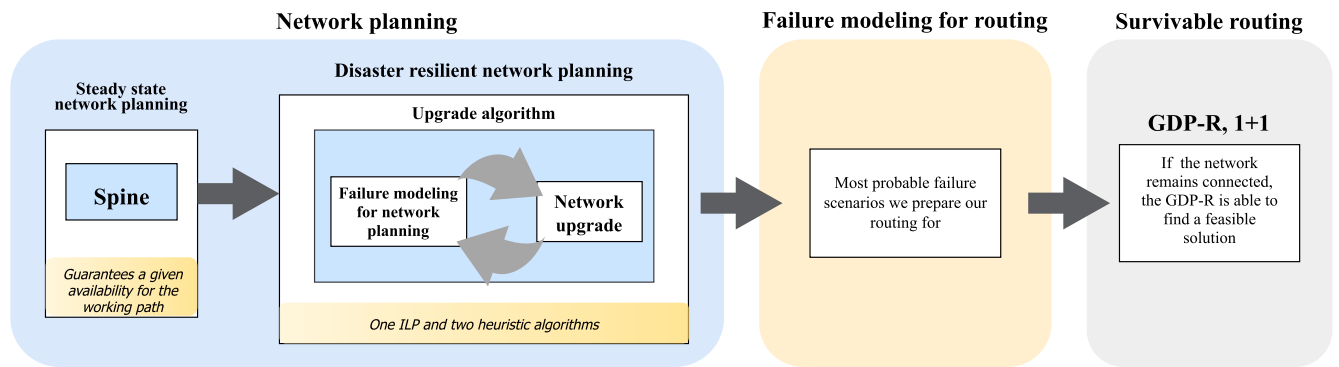 Network planning
Steady state
network planning
Spine
Guarantees a given
availability for the
working path
Disaster resilient network planning
Upgrade algorithm
Failure modeling
for network
planning
Network
upgrade
One ILP and two heuristic algorithms
Failure modeling for routing
Most probable failure
scenarios we prepare our
routing for
Survivable routing
GDP-R, 1+1
If the network
remains connected,
the GDP-R is able to
find a feasible
solution